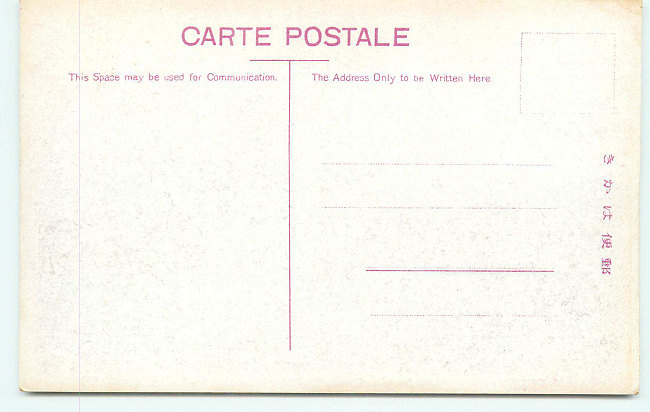 CARTE POSTALE
This Space may be used for Communication.
The Address Only to be Written Here
郵便はかき